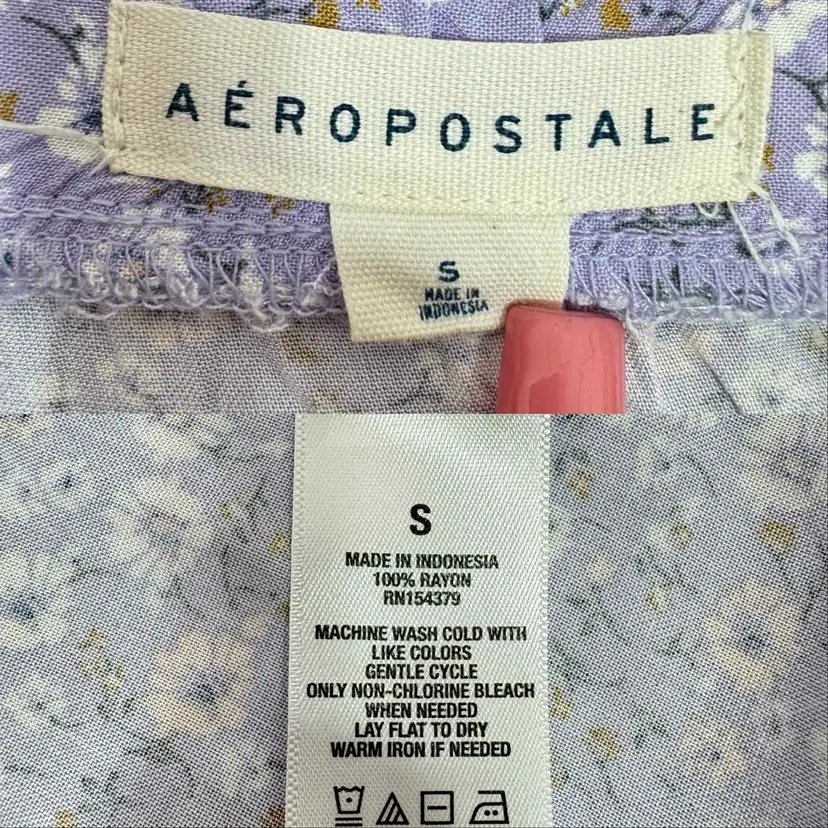 AÉROPOSTALE
S
MADE IN
INDONESIA
S
MADE IN INDONESIA
100% RAYON
RN154379
MACHINE WASH COLD WITH
LIKE COLORS
GENTLE CYCLE
ONLY NON-CHLORINE BLEACH
WHEN NEEDED
LAY FLAT TO DRY
WARM IRON IF NEEDED